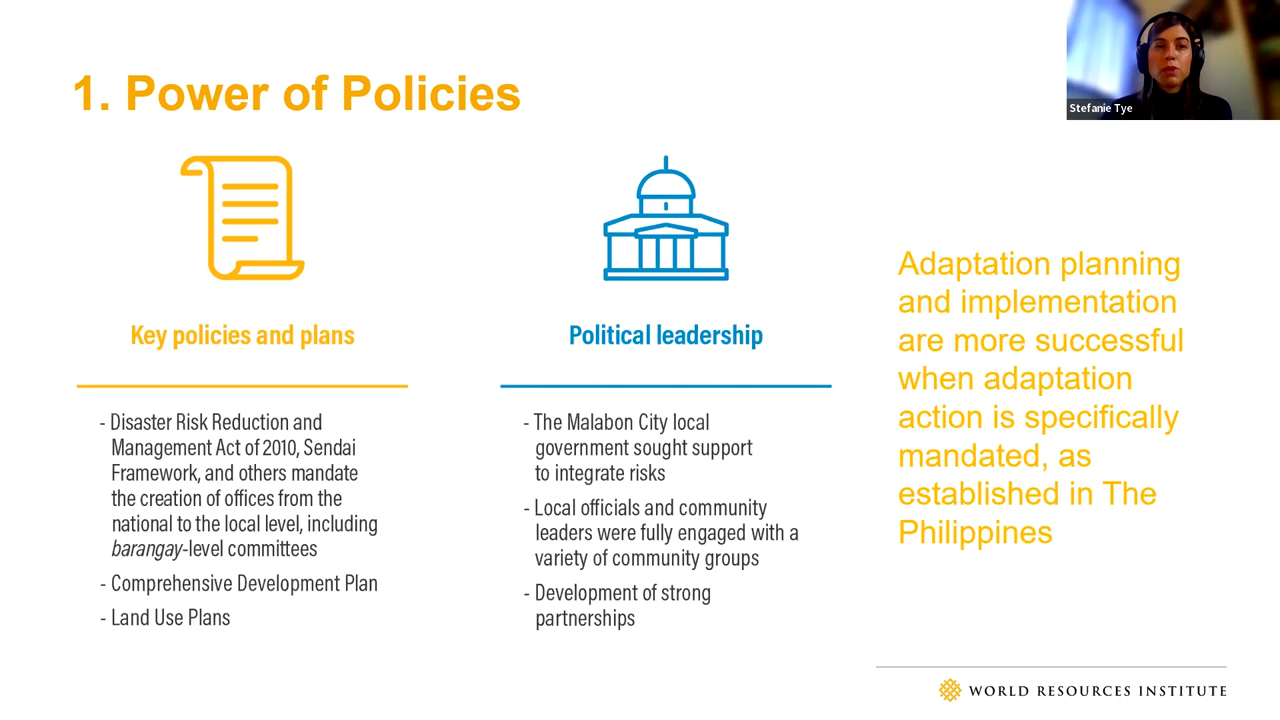 Stefanie Tye
1. Power of Policies
Key policies and plans
- Disaster Risk Reduction and
Management Act of 2010, Sendai
Framework, and others mandate
the creation of offices from the
national to the local level, including
barangay-level committees
- Comprehensive Development Plan
- Land Use Plans
Political leadership
- The Malabon City local
government sought support
to integrate risks
- Local officials and community
leaders were fully engaged with a
variety of community groups
- Development of strong
partnerships
Adaptation planning
and implementation
are more successful
when adaptation
action is specifically
mandated, as
established in The
Philippines
WORLD RESOURCES INSTITUTE